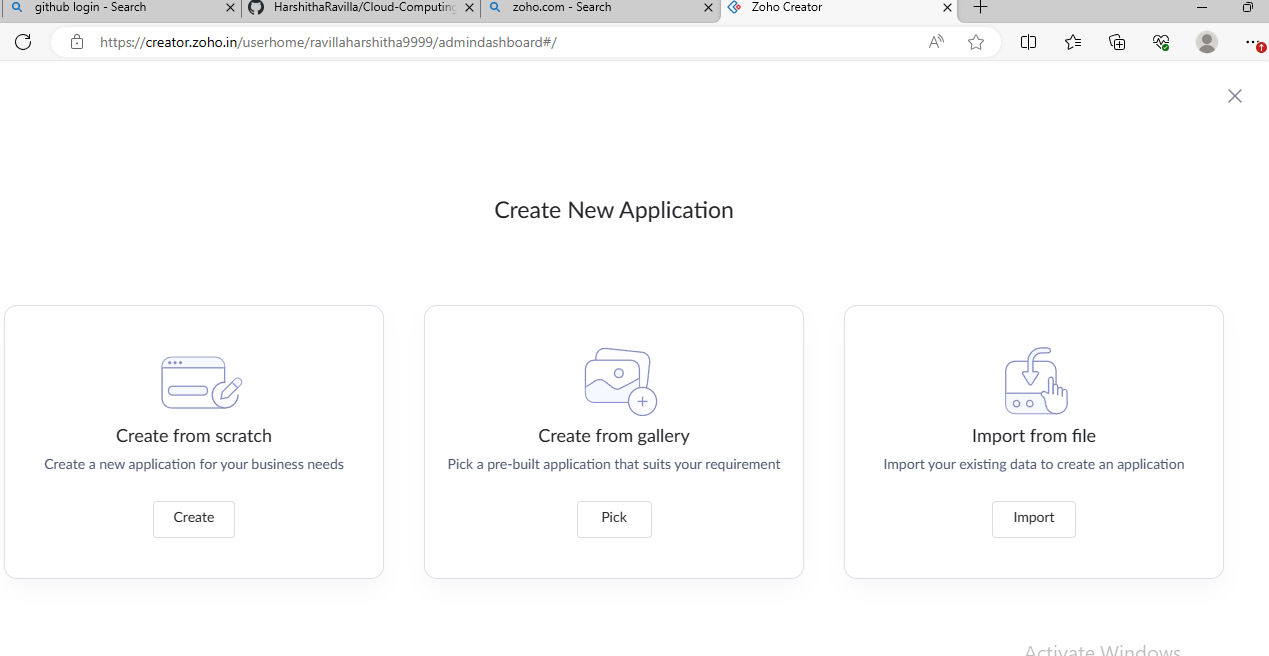 github login - Search
HarshithaRavilla/Cloud-Computing
zoho.com - Search
Zoho Creator
https://creator.zoho.in/userhome/ravillaharshitha9999/admindashboard#/
Create New Application
Create from scratch
Create a new application for your business needs
Create
Create from gallery
Pick a pre-built application that suits your requirement
Pick
Import from file
Import your existing data to create an application
Import
Activate Windows